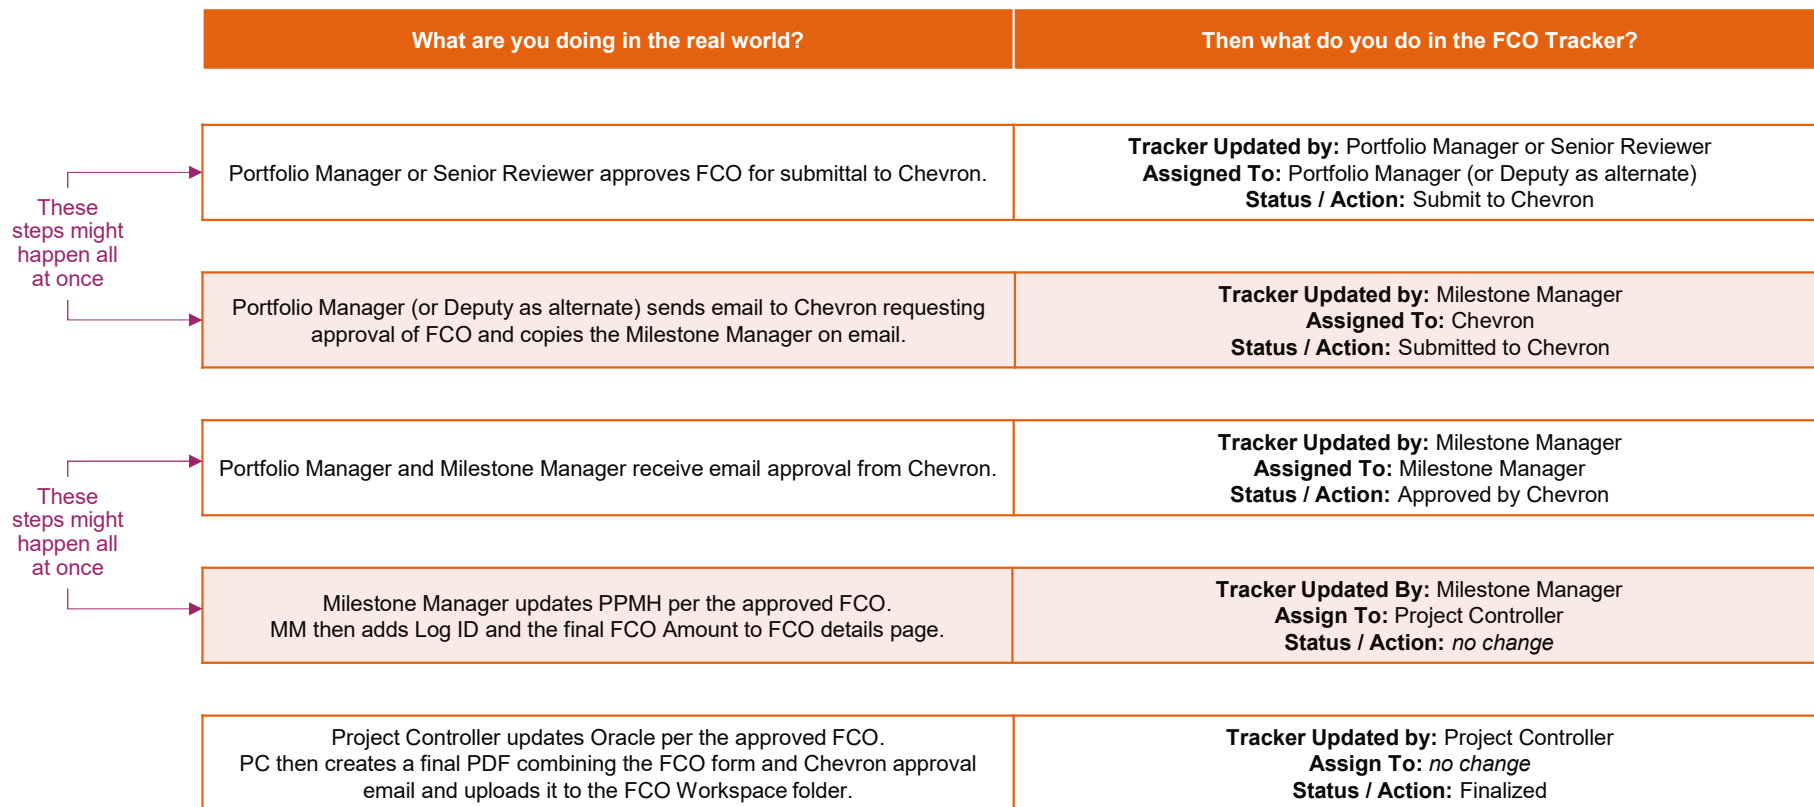 What are you doing in the real world?
Then what do you do in the FCO Tracker?
These
steps might
happen all
at once
Portfolio Manager or Senior Reviewer approves FCO for submittal to Chevron.
Tracker Updated by: Portfolio Manager or Senior Reviewer
Assigned To: Portfolio Manager (or Deputy as alternate)
Status / Action: Submit to Chevron
Portfolio Manager (or Deputy as alternate) sends email to Chevron requesting
approval of FCO and copies the Milestone Manager on email.
Tracker Updated by: Milestone Manager
Assigned To: Chevron
Status / Action: Submitted to Chevron
These
steps might
happen all
at once
Portfolio Manager and Milestone Manager receive email approval from Chevron.
Tracker Updated by: Milestone Manager
Assigned To: Milestone Manager
Status / Action: Approved by Chevron
Milestone Manager updates PPMH per the approved FCO.
MM then adds Log ID and the final FCO Amount to FCO details page.
Tracker Updated By: Milestone Manager
Assign To: Project Controller
Status / Action: no change
Project Controller updates Oracle per the approved FCO.
PC then creates a final PDF combining the FCO form and Chevron approval
email and uploads it to the FCO Workspace folder.
Tracker Updated by: Project Controller
Assign To: no change
Status / Action: Finalized